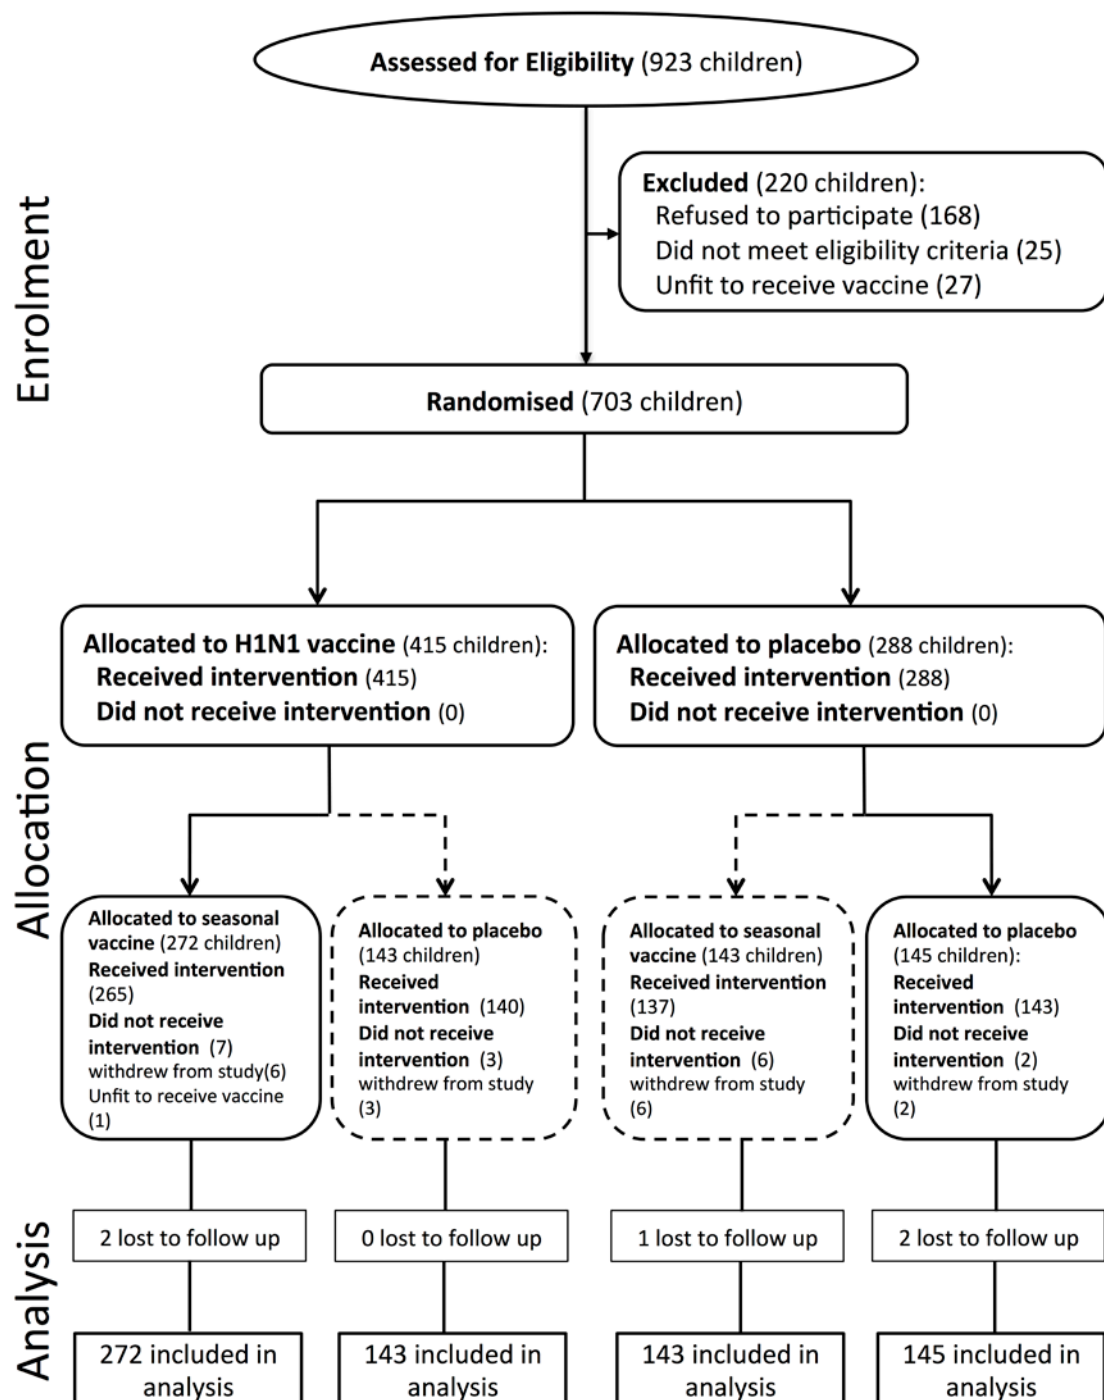 Assessed for Eligibility (923 children)
Enrolment
Excluded (220 children):
Refused to participate (168)
Did not meet eligibility criteria (25)
Unfit to receive vaccine (27)
Randomised (703 children)
Allocation
Allocated to H1N1 vaccine (415 children):
Received intervention (415)
Did not receive intervention (0)
Allocated to placebo (288 children):
Received intervention (288)
Did not receive intervention (0)
Allocated to seasonal
vaccine (272 children)
Received intervention
(265)
Did not receive
intervention (7)
withdrew from study(6)
Unfit to receive vaccine
(1)
Allocated to placebo
(143 children)
Received
intervention (140)
Did not receive
intervention (3)
withdrew from study
(3)
Allocated to seasonal
vaccine (143 children)
Received intervention
(137)
Did not receive
intervention (6)
withdrew from study
(6)
Allocated to placebo
(145 children):
Received
intervention (143)
Did not receive
intervention (2)
withdrew from study
(2)
Analysis
2 lost to follow up
0 lost to follow up
1 lost to follow up
2 lost to follow up
272 included in
analysis
143 included in
analysis
143 included in
analysis
145 included in
analysis